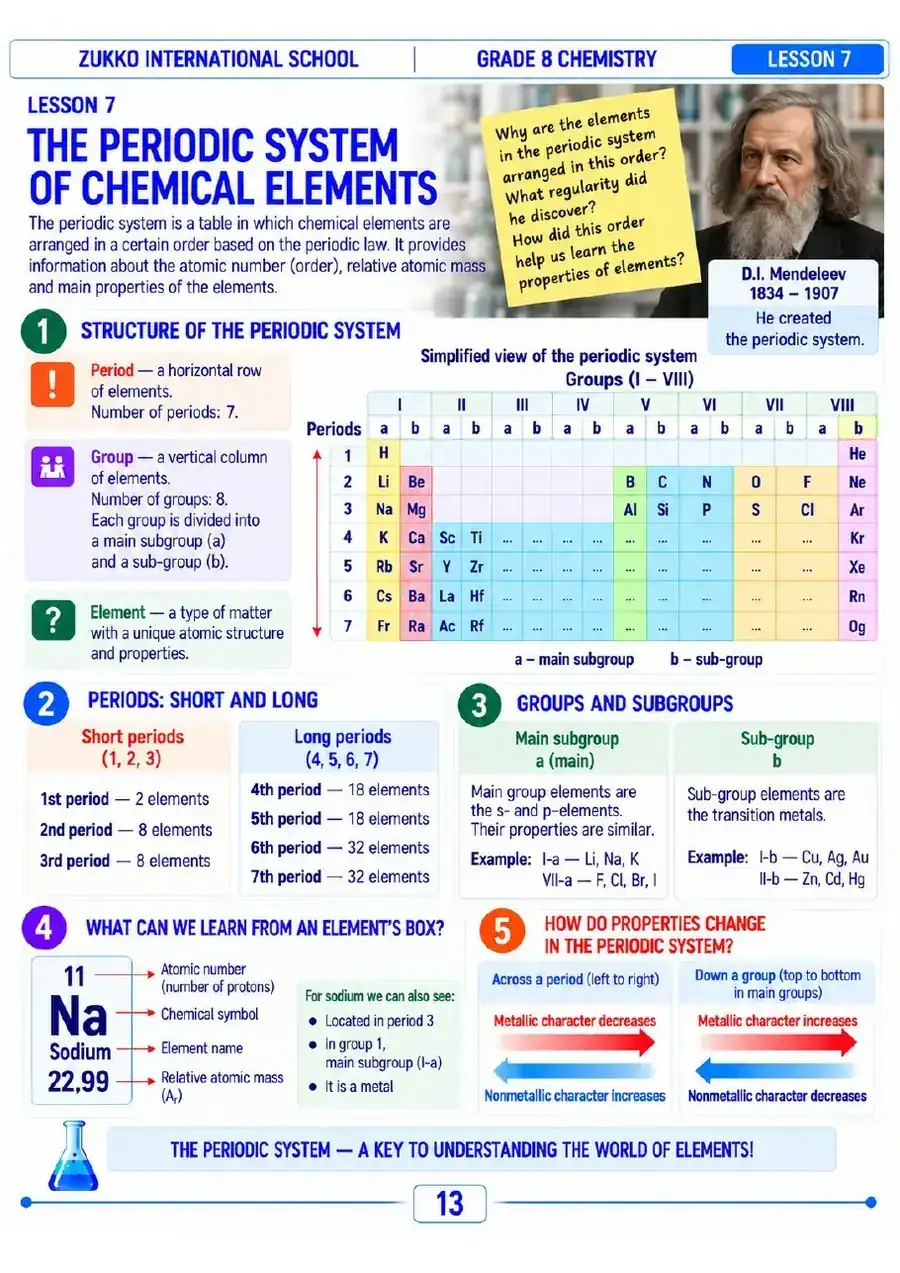 ZUKKO INTERNATIONAL SCHOOL
GRADE 8 CHEMISTRY
LESSON 7
LESSON 7
THE PERIODIC SYSTEM
OF CHEMICAL ELEMENTS
The periodic system is a table in which chemical elements are
arranged in a certain order based on the periodic law. It provides
information about the atomic number (order), relative atomic mass
and main properties of the elements.
Why are the elements
in the periodic system
arranged in this order?
What regularity did
he discover?
How did this order
help us learn the
properties of elements?
D.I. Mendeleev
1834 – 1907
He created
the periodic system.
1 STRUCTURE OF THE PERIODIC SYSTEM
! Period — a horizontal row
of elements.
Number of periods: 7.
Group — a vertical column
of elements.
Number of groups: 8.
Each group is divided into
a main subgroup (a)
and a sub-group (b).
? Element — a type of matter
with a unique atomic structure
and properties.
Simplified view of the periodic system
Groups (I – VIII)
I II III IV V VI VII VIII
Periods a b a b a b a b a b a b a b a b
1 H He
2 Li Be B C N O F Ne
3 Na Mg Al Si P S Cl Ar
4 K Ca Sc Ti ... ... ... ... ... ... ... ... ... Kr
5 Rb Sr Y Zr ... ... ... ... ... ... ... ... ... Xe
6 Cs Ba La Hf ... ... ... ... ... ... ... ... ... Rn
7 Fr Ra Ac Rf ... ... ... ... ... ... ... ... ... Og
a – main subgroup b – sub-group
2 PERIODS: SHORT AND LONG
Short periods
(1, 2, 3)
1st period — 2 elements
2nd period — 8 elements
3rd period — 8 elements
Long periods
(4, 5, 6, 7)
4th period — 18 elements
5th period — 18 elements
6th period — 32 elements
7th period — 32 elements
3 GROUPS AND SUBGROUPS
Main subgroup
a (main)
Main group elements are
the s- and p-elements.
Their properties are similar.
Example: I-a — Li, Na, K
VII-a — F, Cl, Br, I
Sub-group
b
Sub-group elements are
the transition metals.
Example: I-b — Cu, Ag, Au
II-b — Zn, Cd, Hg
4 WHAT CAN WE LEARN FROM AN ELEMENT'S BOX?
11
Na
Sodium
22,99
Atomic number
(number of protons)
Chemical symbol
Element name
Relative atomic mass
(Aᵣ)
For sodium we can also see:
• Located in period 3
• In group 1,
main subgroup (I-a)
• It is a metal
5 HOW DO PROPERTIES CHANGE
IN THE PERIODIC SYSTEM?
Across a period (left to right)
Metallic character decreases
Nonmetallic character increases
Down a group (top to bottom
in main groups)
Metallic character increases
Nonmetallic character decreases
THE PERIODIC SYSTEM — A KEY TO UNDERSTANDING THE WORLD OF ELEMENTS!
13